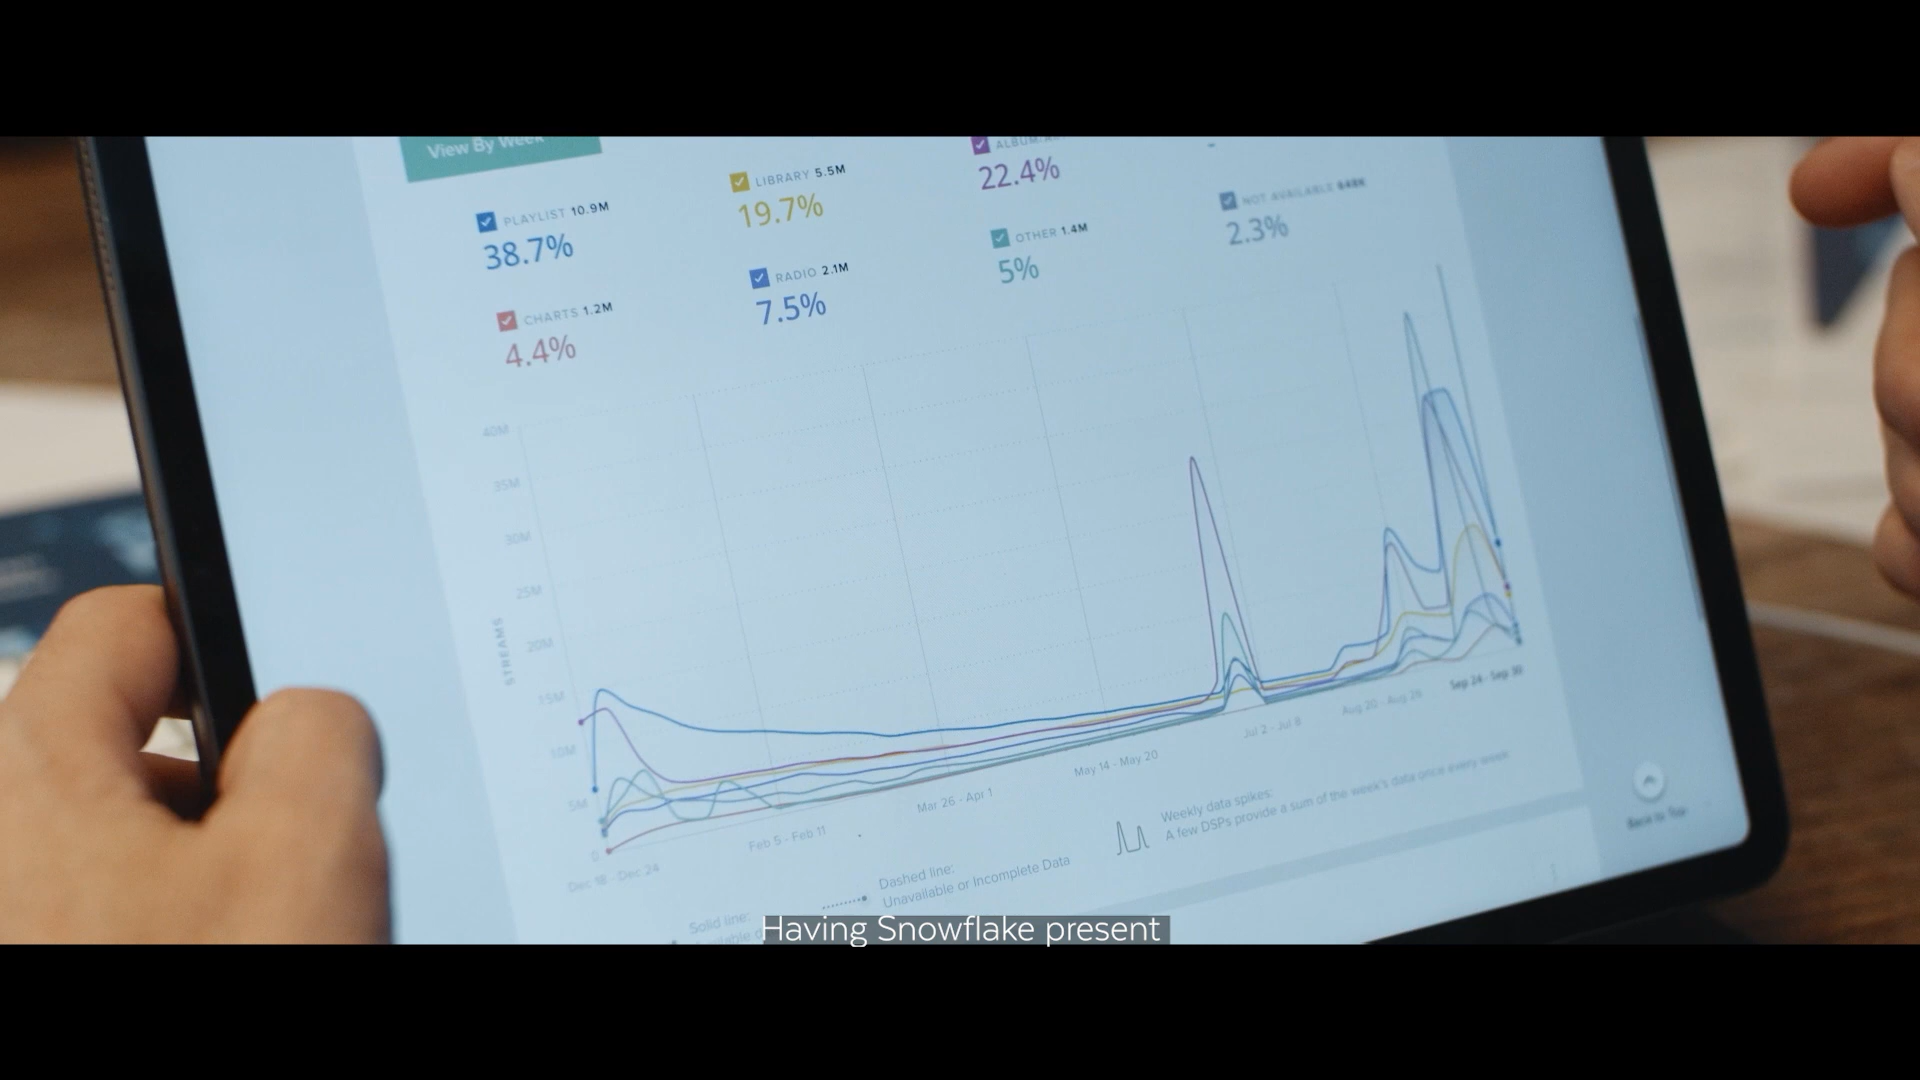 View By Week
PLAYLIST 10.9M
38.7%
LIBRARY 5.5M
19.7%
22.4%
NOT AVAILABLE 648K
2.3%
CHARTS 1.2M
4.4%
RADIO 2.1M
7.5%
OTHER 1.4M
5%
STREAMS
40M
35M
30M
25M
20M
15M
10M
5M
0
Dec 18 - Dec 24
Feb 5 - Feb 11
Mar 26 - Apr 1
May 14 - May 20
Jul 2 - Jul 8
Aug 20 - Aug 26
Sep 24 - Sep 30
Solid line:
Dashed line:
Unavailable or Incomplete Data
Weekly data spikes:
A few DSPs provide a sum of the week's data once every week
Back to Top
Having Snowflake present